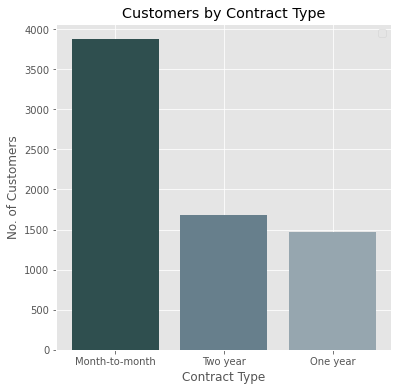 Customers by Contract Type
4000
3500
3000
2500
2000
1500
1000
500
0
No. of Customers
Month-to-month Two year One year
Contract Type